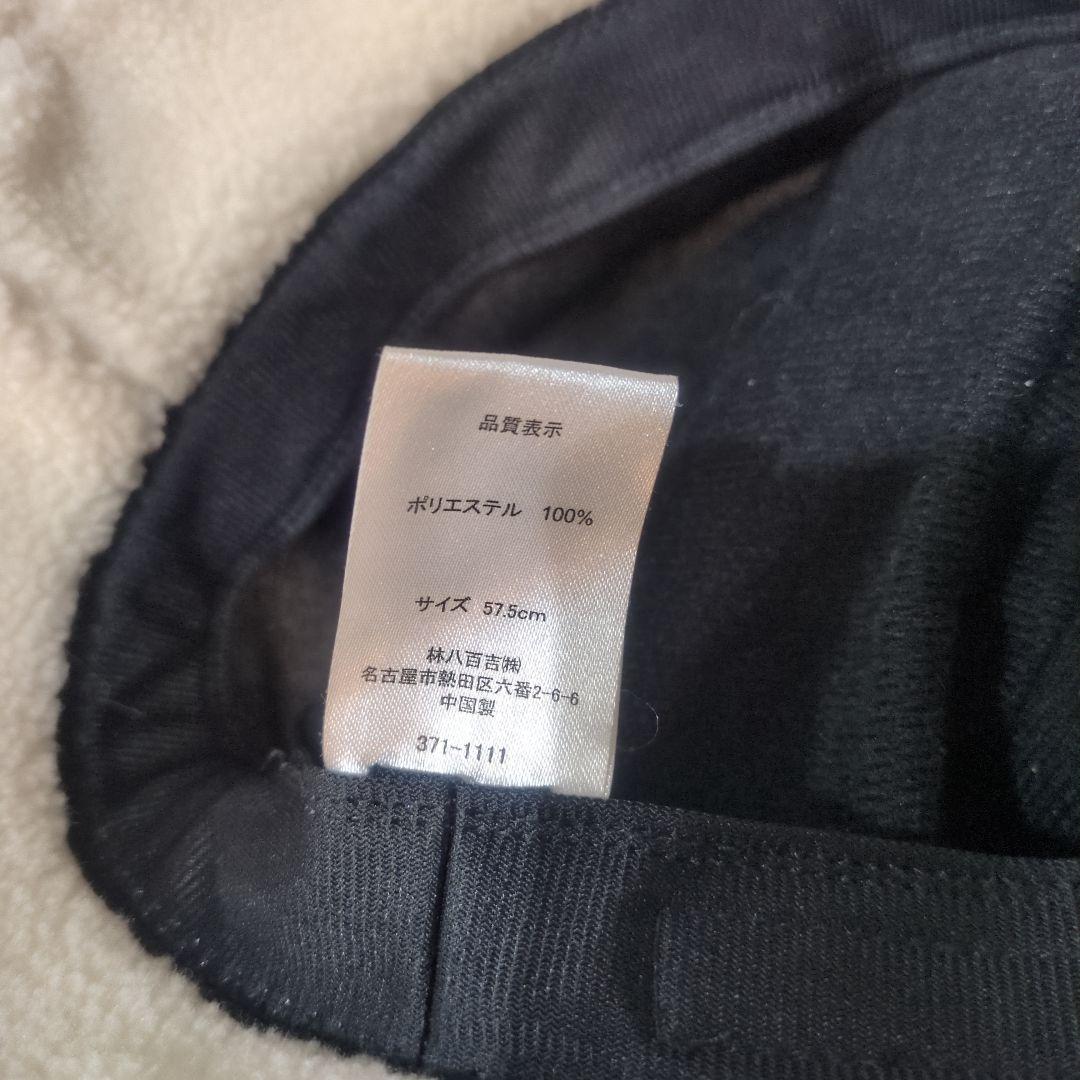 品質表示
ポリエステル 100%
サイズ 57.5cm
林八百吉㈱
名古屋市熱田区六番2-6-6
中国製
371-1111